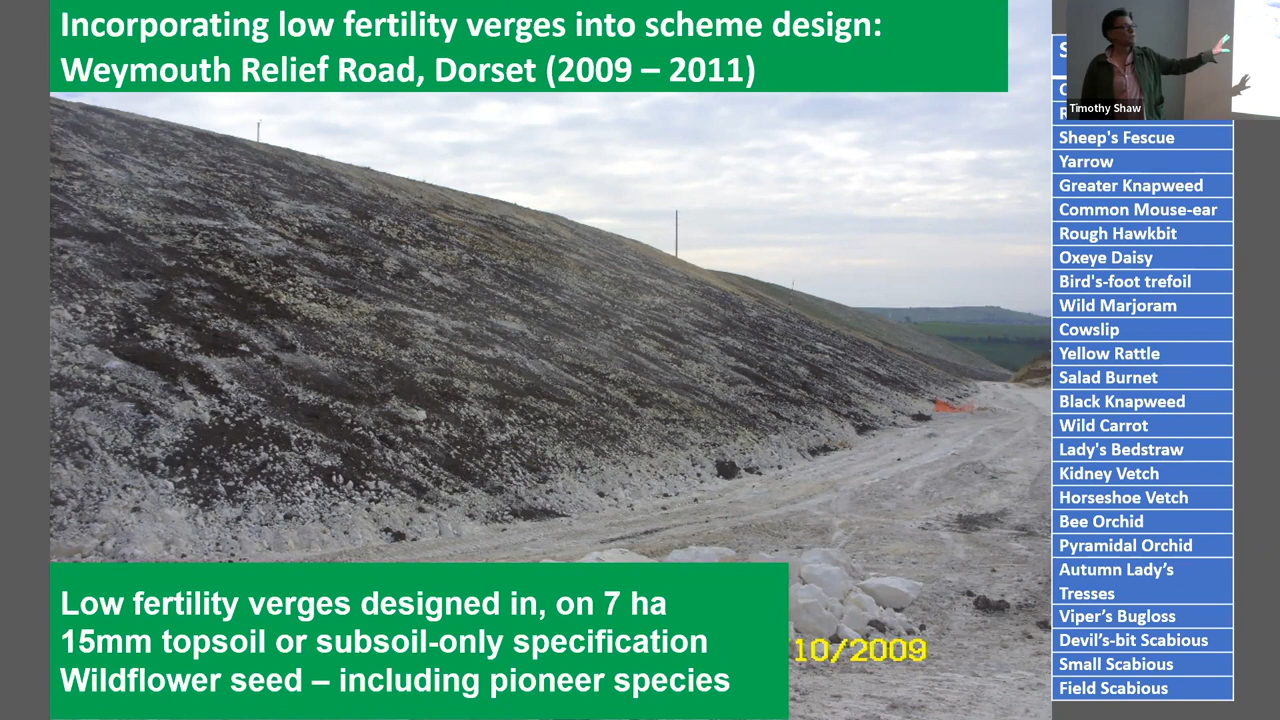 Incorporating low fertility verges into scheme design:
Weymouth Relief Road, Dorset (2009 – 2011)
Timothy Shaw
Sheep's Fescue
Yarrow
Greater Knapweed
Common Mouse-ear
Rough Hawkbit
Oxeye Daisy
Bird's-foot trefoil
Wild Marjoram
Cowslip
Yellow Rattle
Salad Burnet
Black Knapweed
Wild Carrot
Lady's Bedstraw
Kidney Vetch
Horseshoe Vetch
Bee Orchid
Pyramidal Orchid
Autumn Lady’s
Tresses
Viper’s Bugloss
Devil’s-bit Scabious
Small Scabious
Field Scabious
Low fertility verges designed in, on 7 ha
15mm topsoil or subsoil-only specification
Wildflower seed – including pioneer species
10/2009